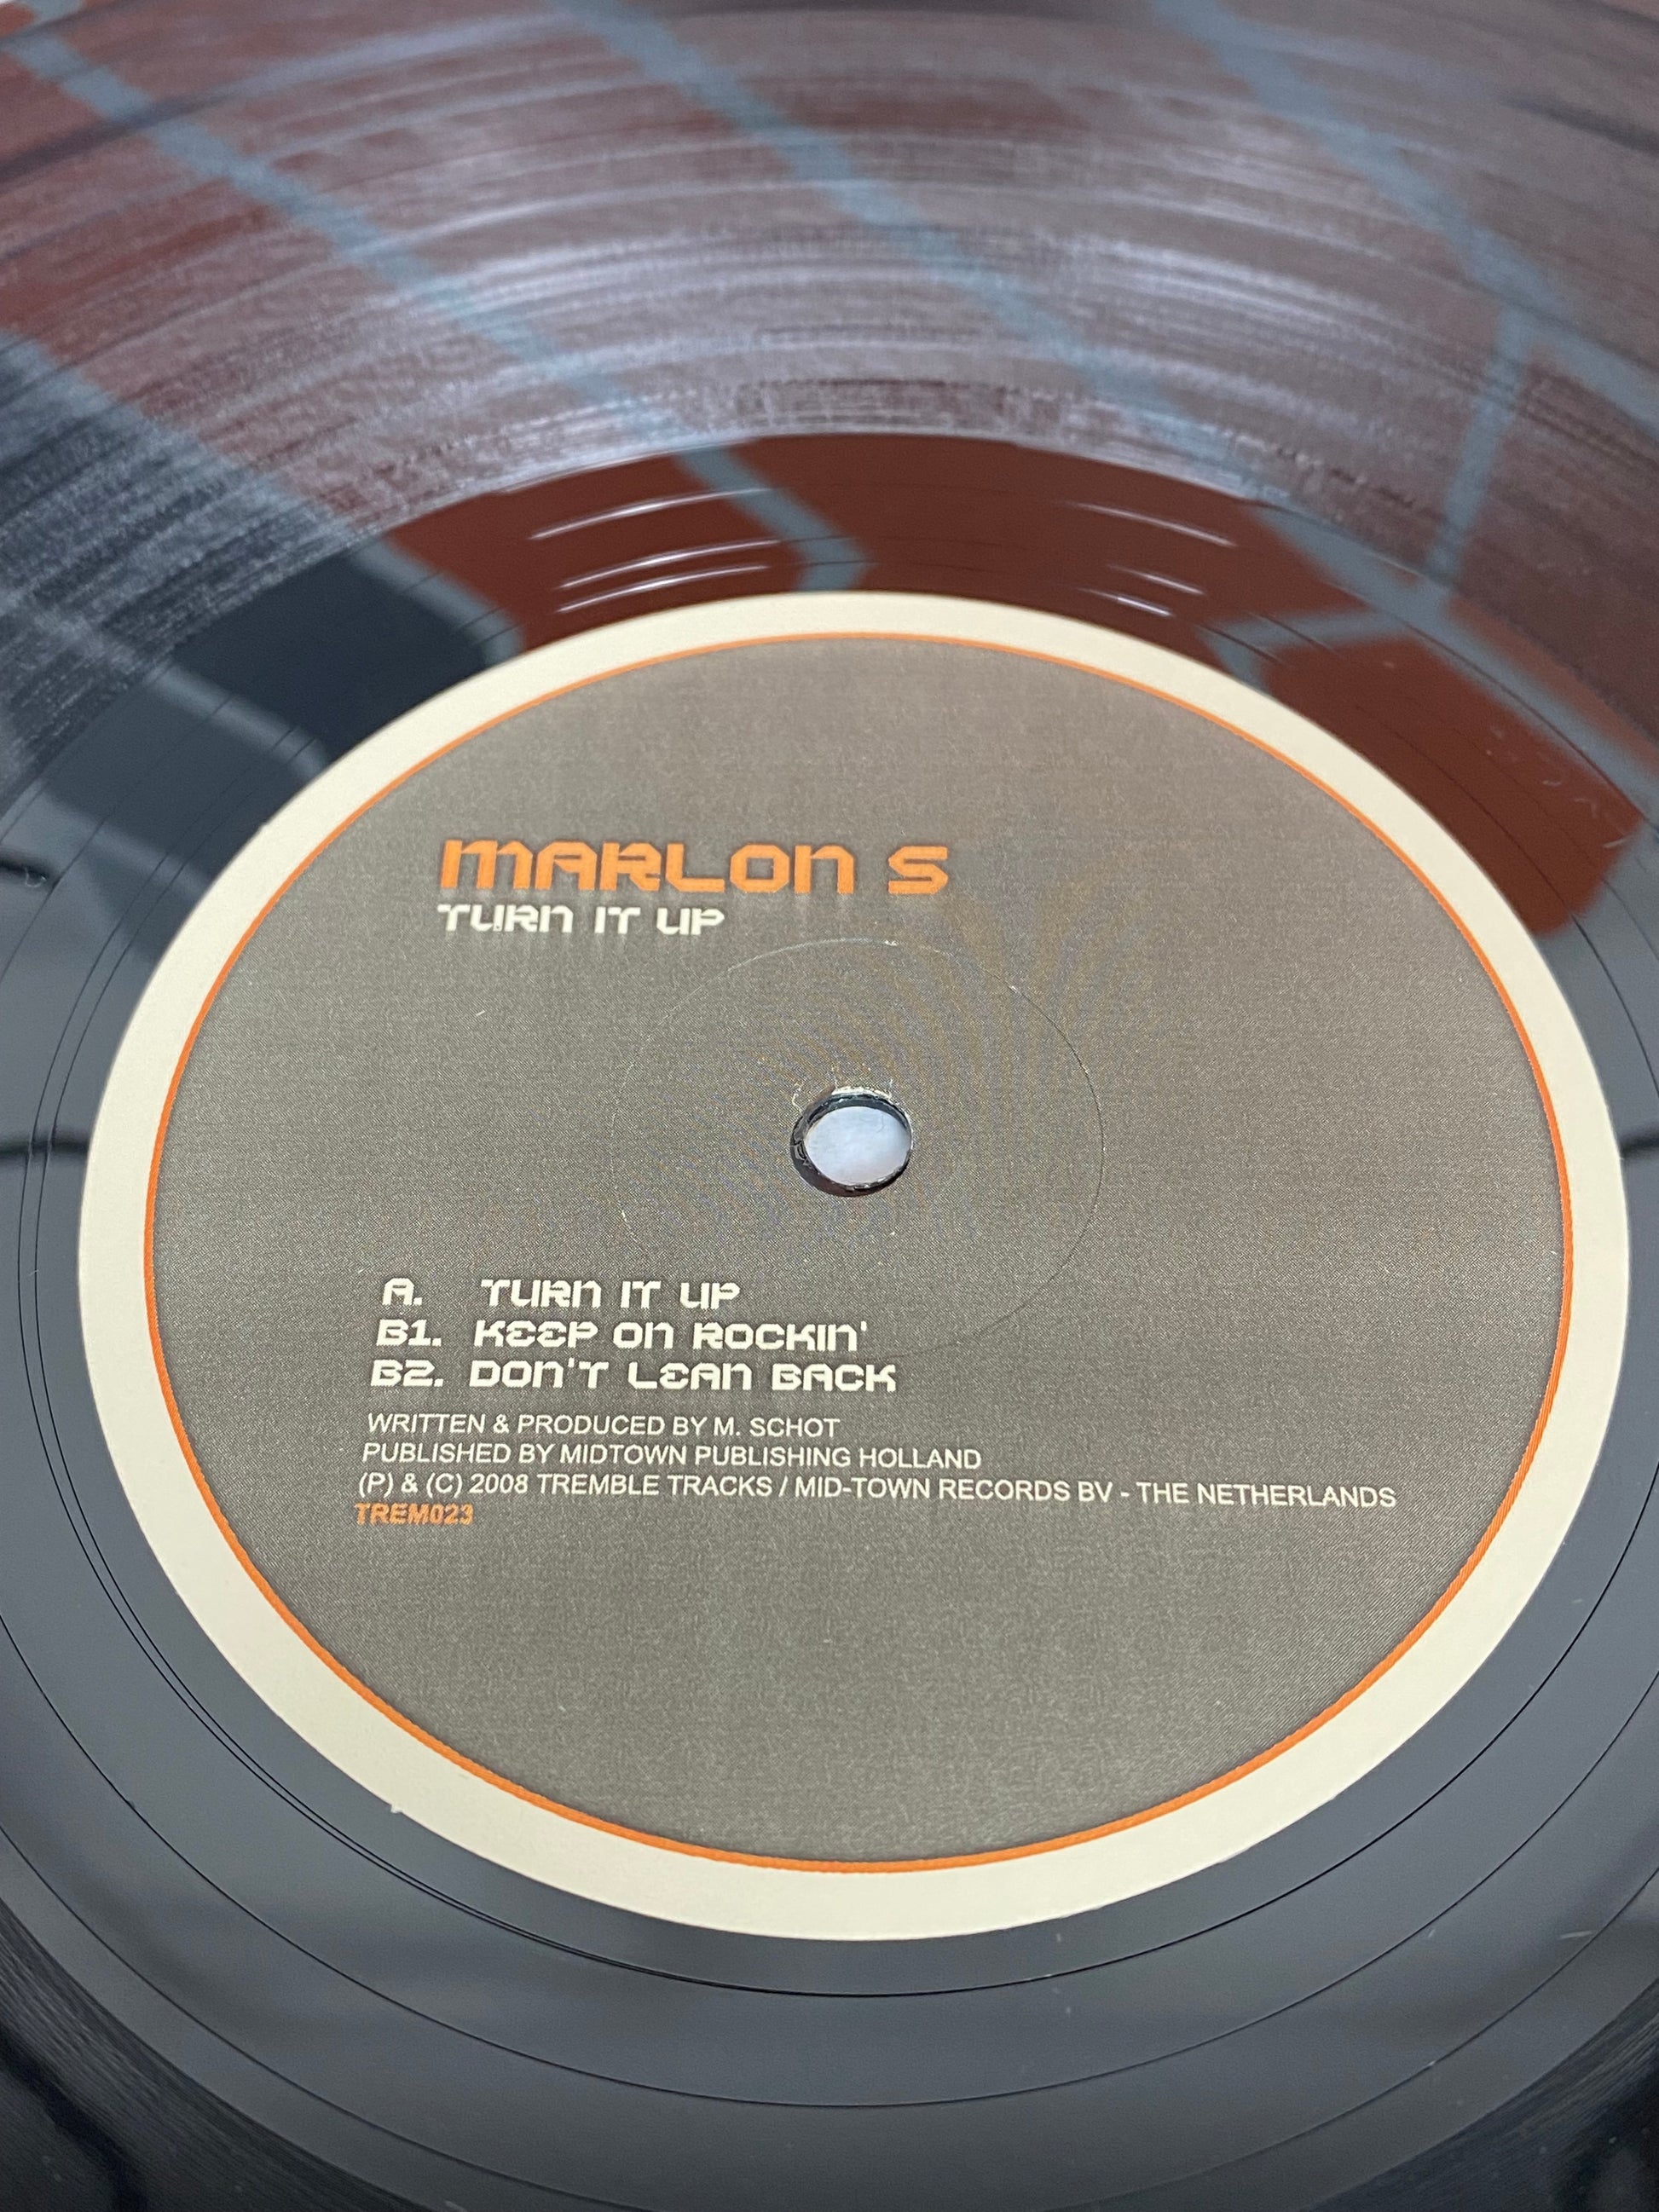 MARLON S
TURN IT UP
A. TURN IT UP
B1. KEEP ON ROCKIN'
B2. DON'T LEAN BACK
WRITTEN & PRODUCED BY M. SCHOT
PUBLISHED BY MIDTOWN PUBLISHING HOLLAND
(P) & (C) 2008 TREMBLE TRACKS / MID-TOWN RECORDS BV - THE NETHERLANDS
TREM023